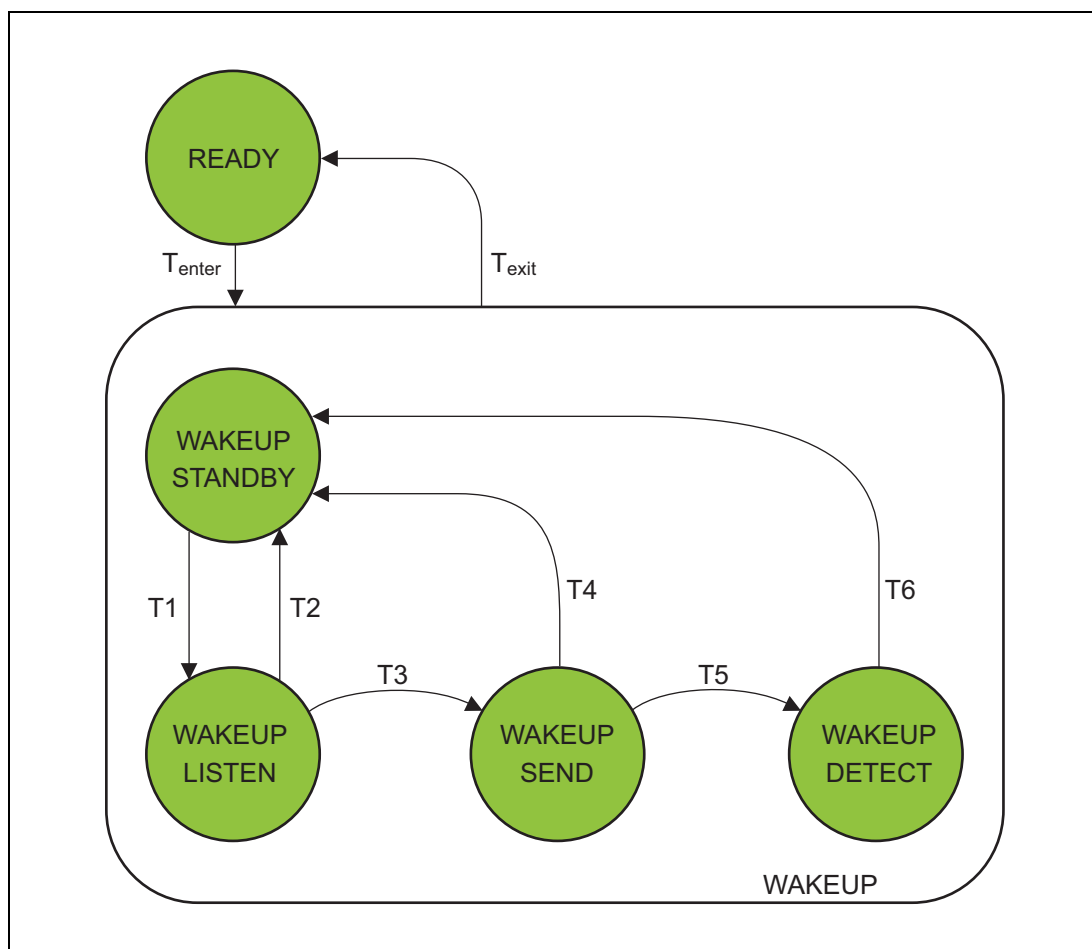 READY
Tenter
Texit
WAKEUP
STANDBY
T1
T2
T4
T6
T3
T5
WAKEUP
LISTEN
WAKEUP
SEND
WAKEUP
DETECT
WAKEUP